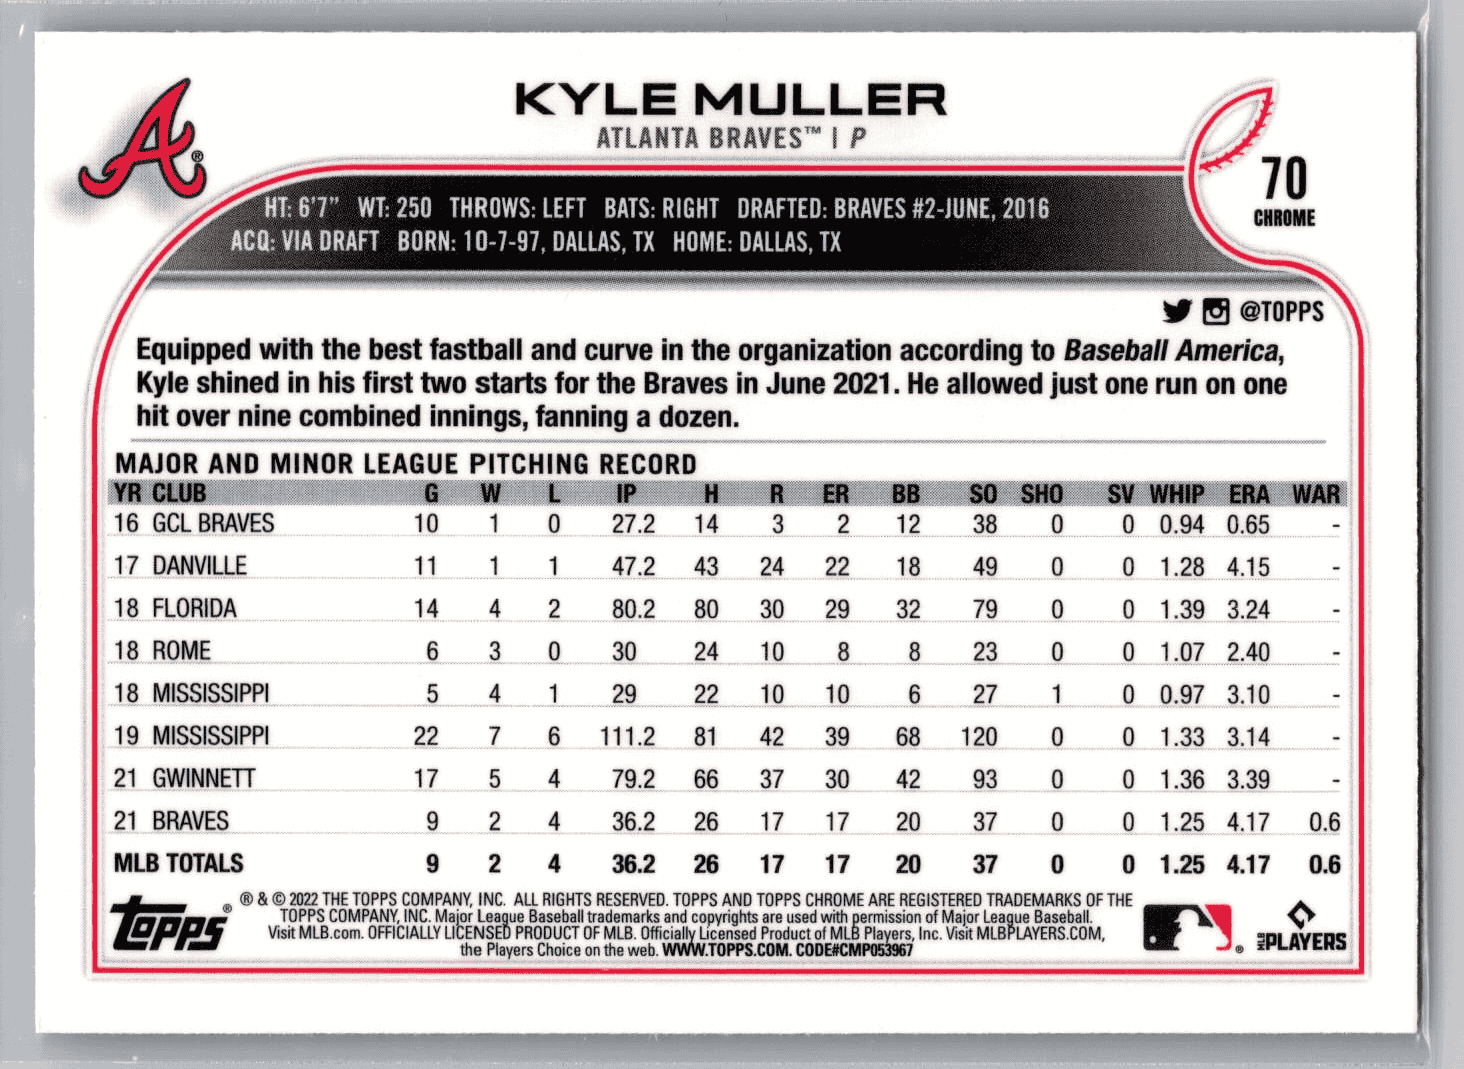 KYLE MULLER
ATLANTA BRAVES™ | P
70
CHROME
HT: 6'7" WT: 250 THROWS: LEFT BATS: RIGHT DRAFTED: BRAVES #2-JUNE, 2016
ACQ: VIA DRAFT BORN: 10-7-97, DALLAS, TX HOME: DALLAS, TX
@TOPPS
Equipped with the best fastball and curve in the organization according to Baseball America,
Kyle shined in his first two starts for the Braves in June 2021. He allowed just one run on one
hit over nine combined innings, fanning a dozen.
MAJOR AND MINOR LEAGUE PITCHING RECORD
YR CLUB G W L IP H R ER BB SO SHO SV WHIP ERA WAR
16 GCL BRAVES 10 1 0 27.2 14 3 2 12 38 0 0 0.94 0.65 -
17 DANVILLE 11 1 1 47.2 43 24 22 18 49 0 0 1.28 4.15 -
18 FLORIDA 14 4 2 80.2 80 30 29 32 79 0 0 1.39 3.24 -
18 ROME 6 3 0 30 24 10 8 8 23 0 0 1.07 2.40 -
18 MISSISSIPPI 5 4 1 29 22 10 10 6 27 1 0 0.97 3.10 -
19 MISSISSIPPI 22 7 6 111.2 81 42 39 68 120 0 0 1.33 3.14 -
21 GWINNETT 17 5 4 79.2 66 37 30 42 93 0 0 1.36 3.39 -
21 BRAVES 9 2 4 36.2 26 17 17 20 37 0 0 1.25 4.17 0.6
MLB TOTALS 9 2 4 36.2 26 17 17 20 37 0 0 1.25 4.17 0.6
TOPPS®
® & © 2022 THE TOPPS COMPANY, INC. ALL RIGHTS RESERVED. TOPPS AND TOPPS CHROME ARE REGISTERED TRADEMARKS OF THE
TOPPS COMPANY, INC. Major League Baseball trademarks and copyrights are used with permission of Major League Baseball.
Visit MLB.com. OFFICIALLY LICENSED PRODUCT OF MLB. Officially Licensed Product of MLB Players, Inc. Visit MLBPLAYERS.COM,
the Players Choice on the web. WWW.TOPPS.COM. CODE#CMP053967
MLB PLAYERS